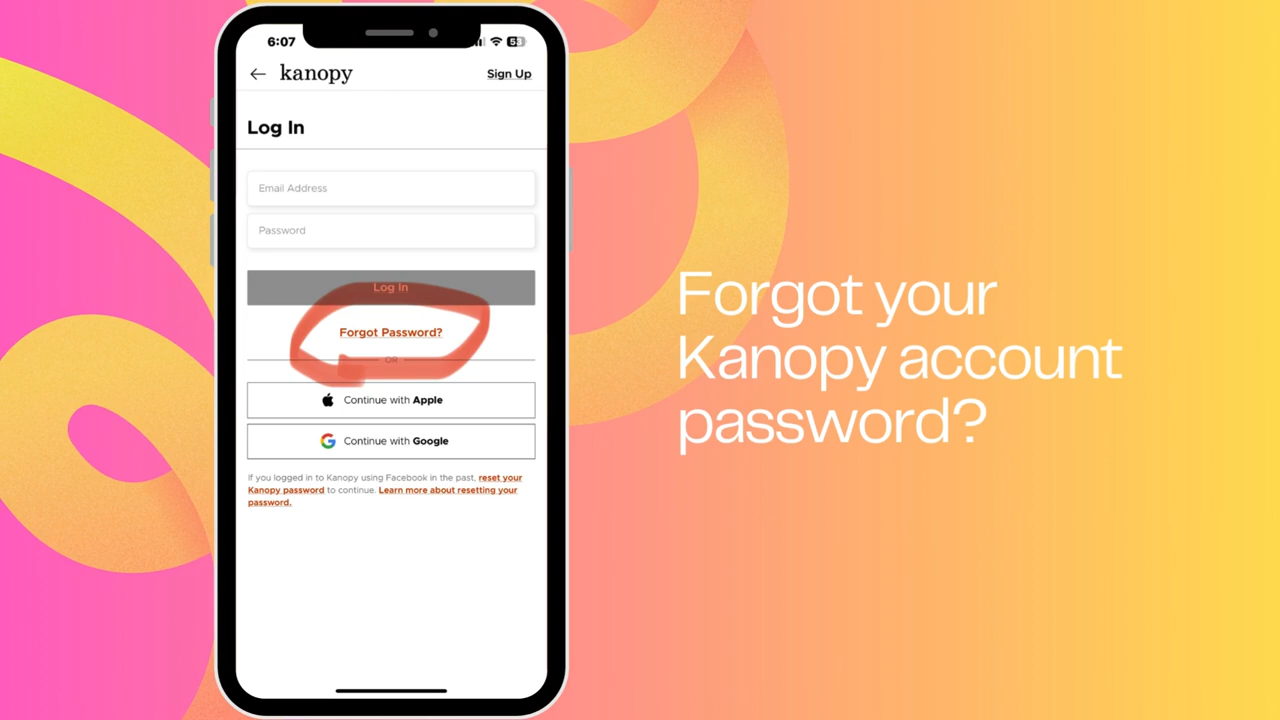 6:07
53
kanopy
Sign Up
Log In
Email Address
Password
Log In
Forgot Password?
OR
Continue with Apple
Continue with Google
If you logged in to Kanopy using Facebook in the past, reset your
Kanopy password to continue. Learn more about resetting your
password.
Forgot your
Kanopy account
password?